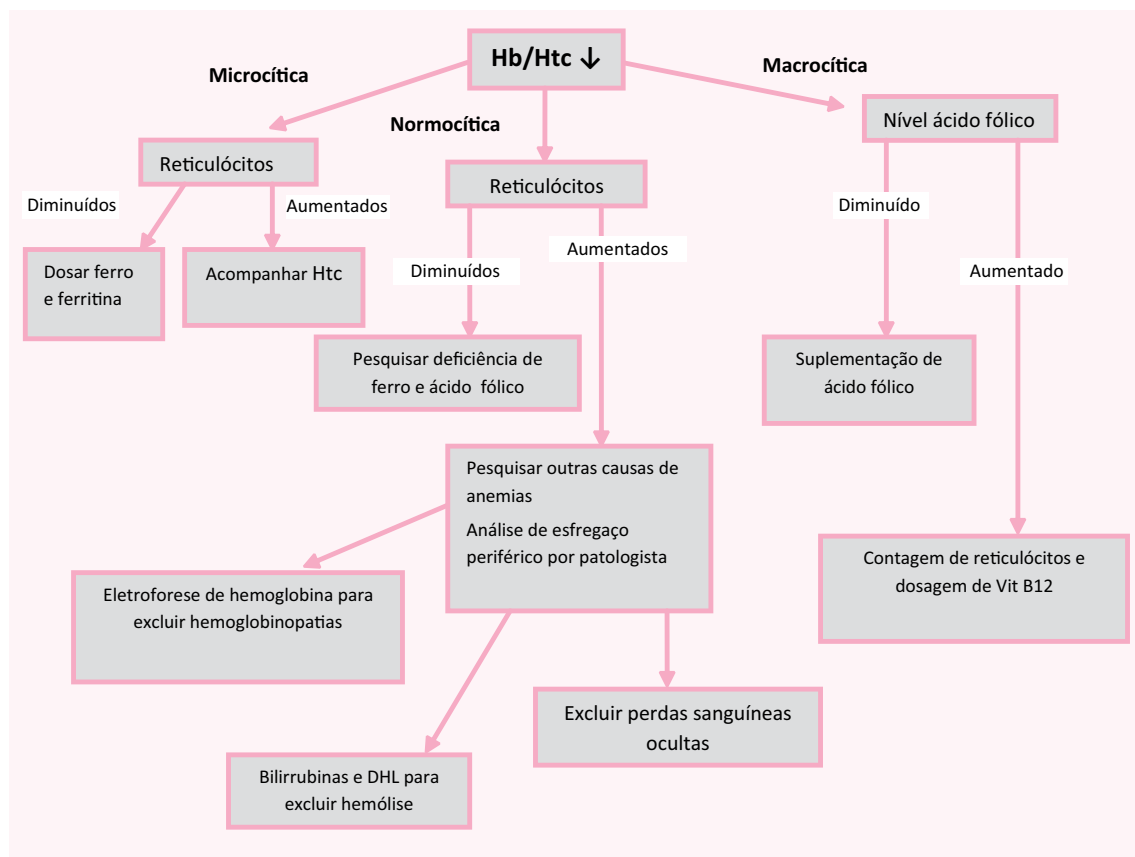 Hb/Htc ↓
Microcítica
Macrocítica
Normocítica
Nível ácido fólico
Reticulócitos
Reticulócitos
Diminuídos
Aumentados
Diminuído
Aumentados
Diminuídos
Aumentado
Dosar ferro
e ferritina
Acompanhar Htc
Pesquisar deficiência de
ferro e ácido fólico
Suplementação de
ácido fólico
Pesquisar outras causas de
anemias
Análise de esfregaço
periférico por patologista
Contagem de reticulócitos e
dosagem de Vit B12
Eletroforese de hemoglobina para
excluir hemoglobinopatias
Excluir perdas sanguíneas
ocultas
Bilirrubinas e DHL para
excluir hemólise